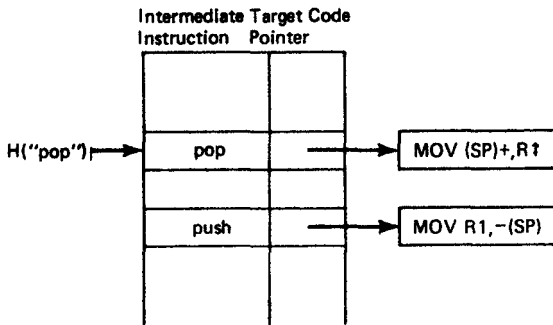 Intermediate Target Code
Instruction Pointer
H("pop")
pop
MOV (SP)+,R1
push
MOV R1,-(SP)